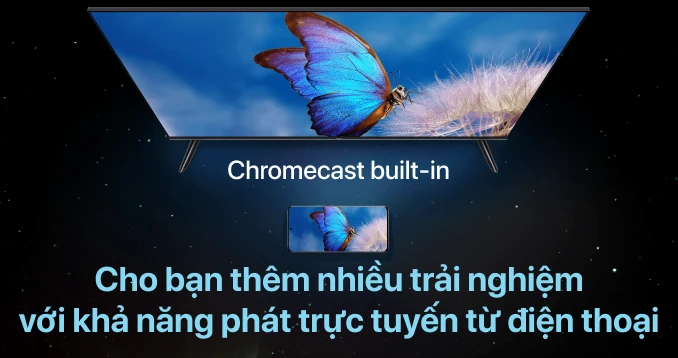 Chromecast built-in
Cho bạn thêm nhiều trải nghiệm
với khả năng phát trực tuyến từ điện thoại